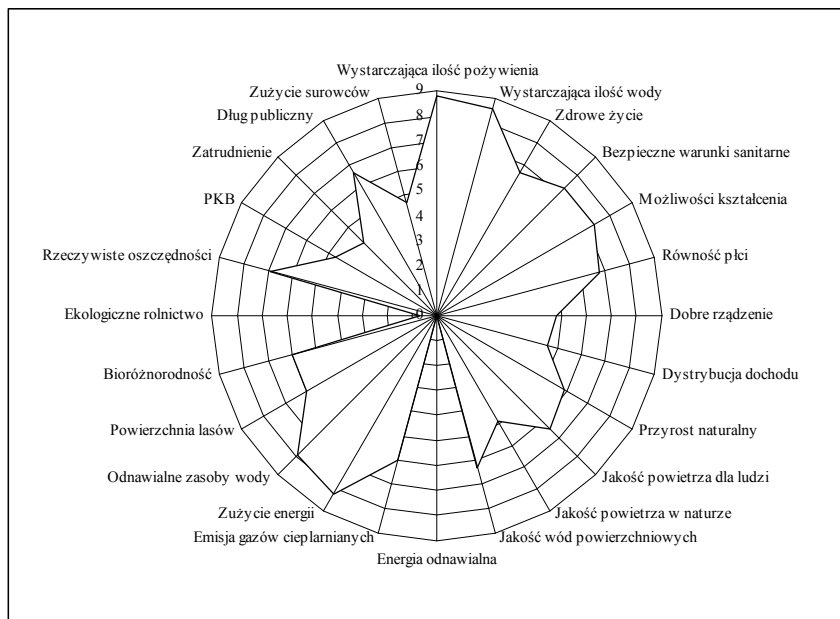 Wystarczająca ilość pożywienia
Wystarczająca ilość wody
Zdrowe życie
Bezpieczne warunki sanitarne
Możliwości kształcenia
Równość płci
Dobre rządzenie
Dystrybucja dochodu
Przyrost naturalny
Jakość powietrza dla ludzi
Jakość powietrza w naturze
Jakość wód powierzchniowych
Energia odnawialna
Emisja gazów cieplarnianych
Zużycie energii
Odnawialne zasoby wody
Powierzchnia lasów
Bioróżnorodność
Ekologiczne rolnictwo
Rzeczywiste oszczędności
PKB
Zatrudnienie
Dług publiczny
Zużycie surowców
9
8
7
6
5
4
3
2
1
0